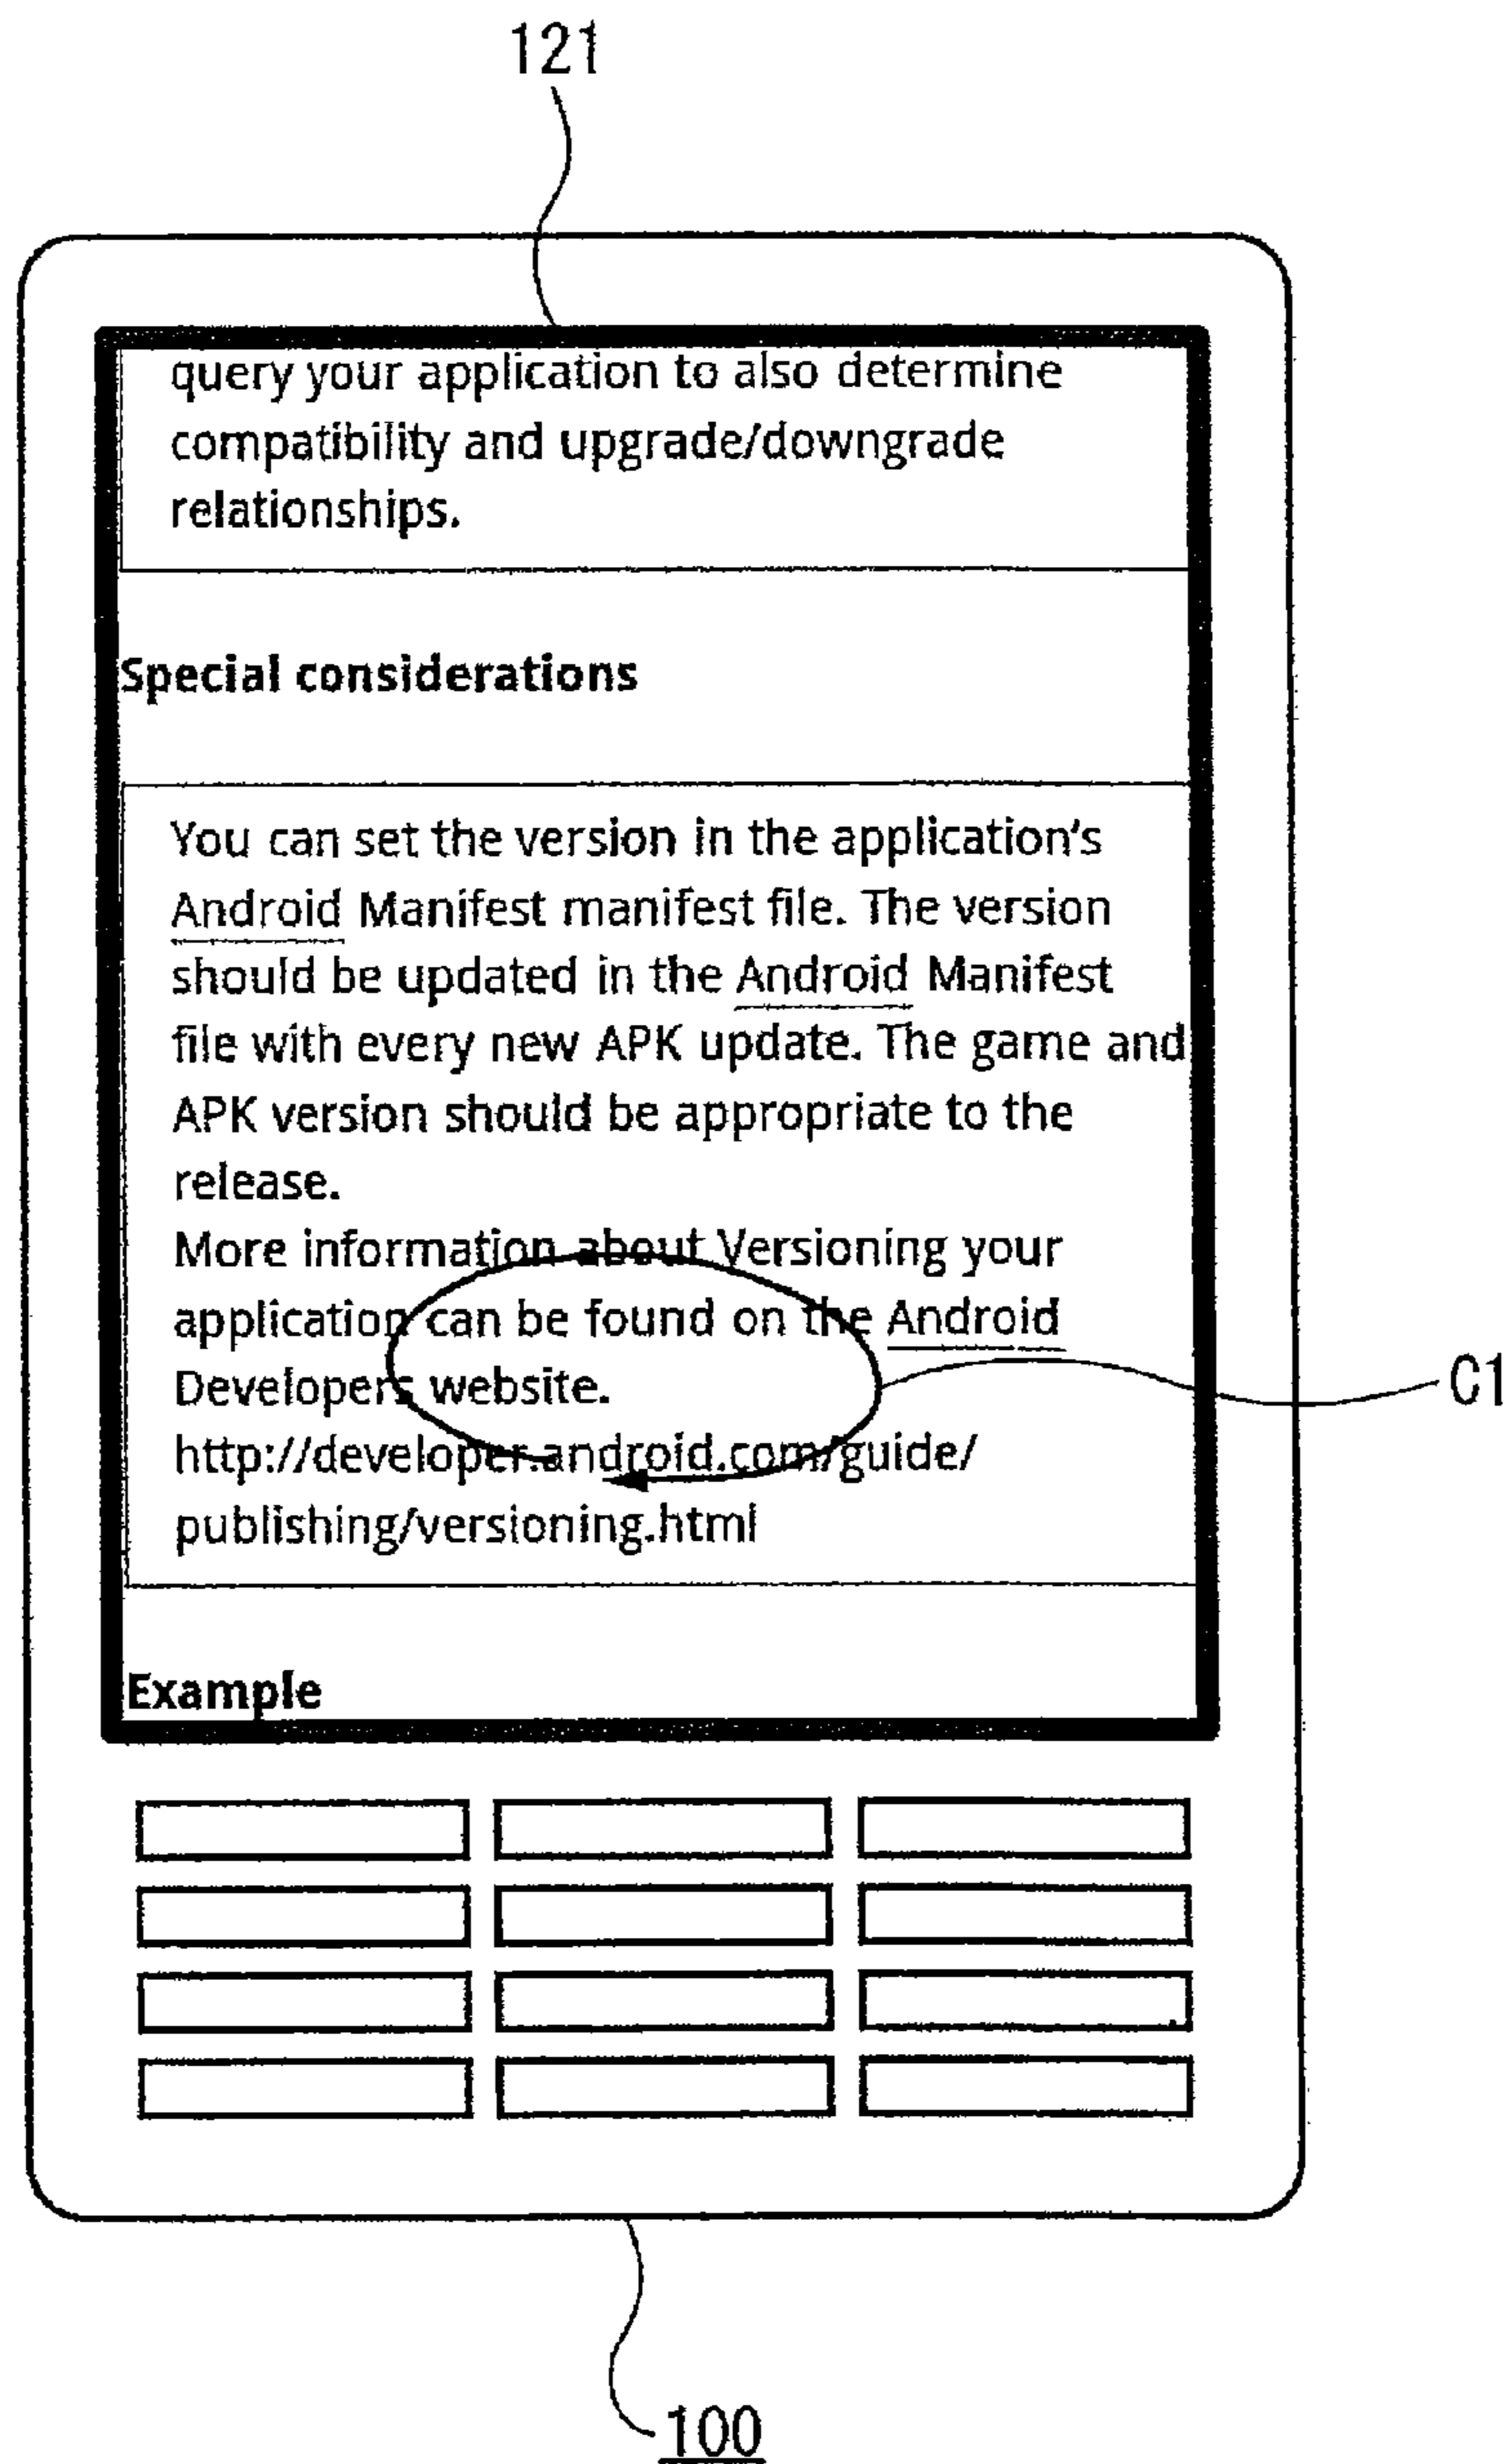 121
query your application to also determine
compatibility and upgrade/downgrade
relationships.
Special considerations
You can set the version in the application's
Android Manifest manifest file. The version
should be updated in the Android Manifest
file with every new APK update. The game and
APK version should be appropriate to the
release.
More information about Versioning your
application can be found on the Android
Developers website.
C1
http://developer.android.com/guide/
publishing/versioning.html
Example
100